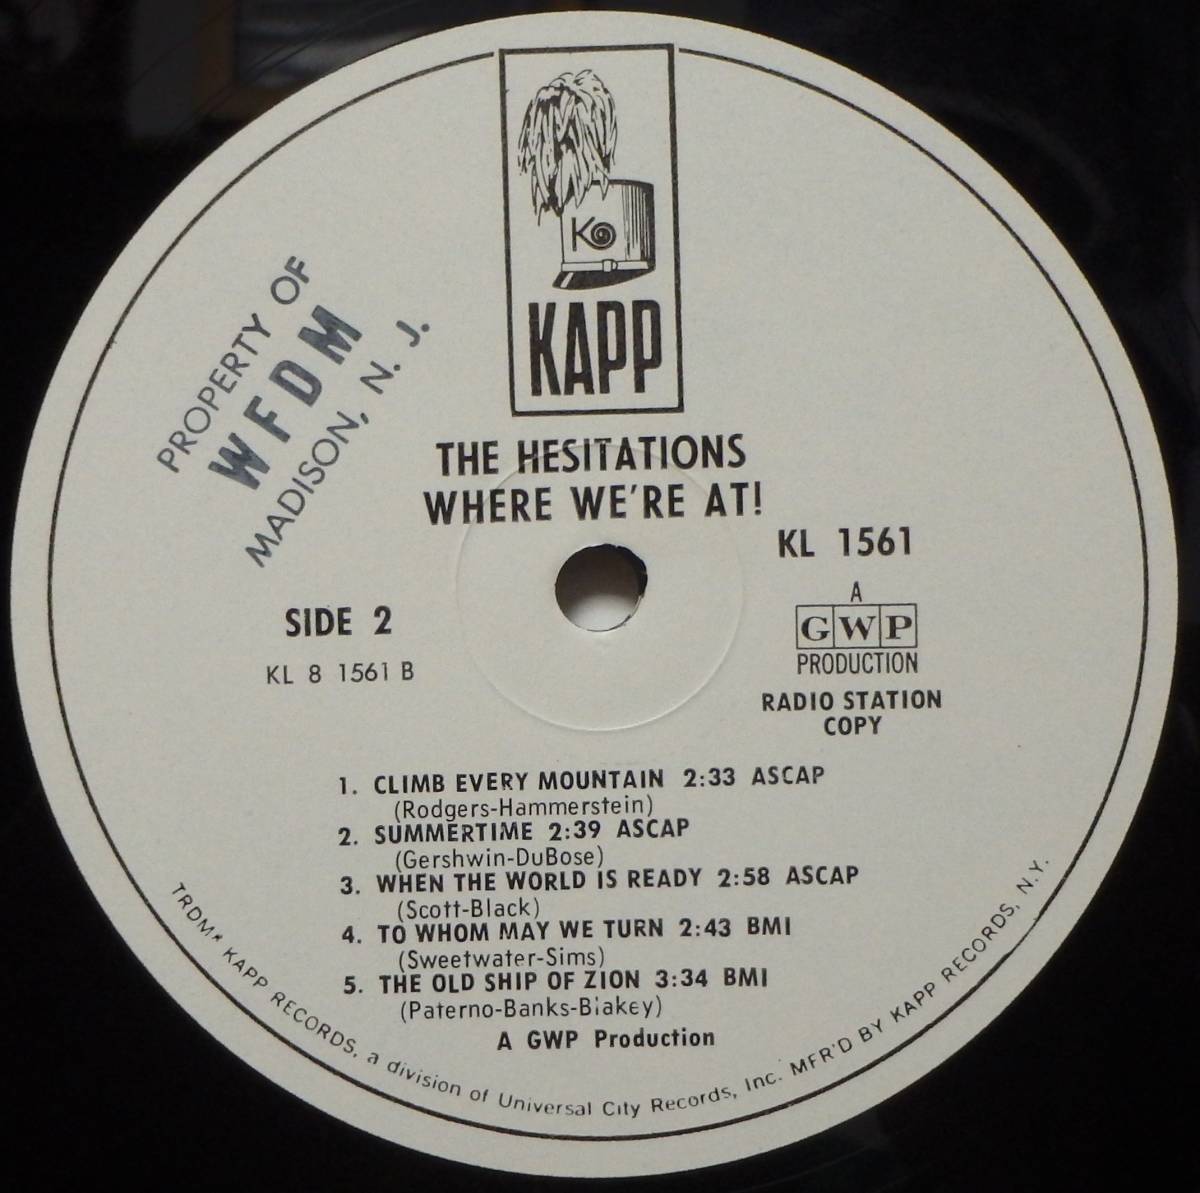 K
KAPP
PROPERTY OF
WFDM
MADISON, N. J.
THE HESITATIONS
WHERE WE'RE AT!
KL 1561
A
GWP
PRODUCTION
RADIO STATION
COPY
SIDE 2
KL 8 1561 B
1. CLIMB EVERY MOUNTAIN 2:33 ASCAP
(Rodgers-Hammerstein)
2. SUMMERTIME 2:39 ASCAP
(Gershwin-DuBose)
3. WHEN THE WORLD IS READY 2:58 ASCAP
(Scott-Black)
4. TO WHOM MAY WE TURN 2:43 BMI
(Sweetwater-Sims)
5. THE OLD SHIP OF ZION 3:34 BMI
(Paterno-Banks-Blakey)
A GWP Production
TRDM* KAPP RECORDS, a division of Universal City Records, Inc. MFR'D BY KAPP RECORDS, N.Y.